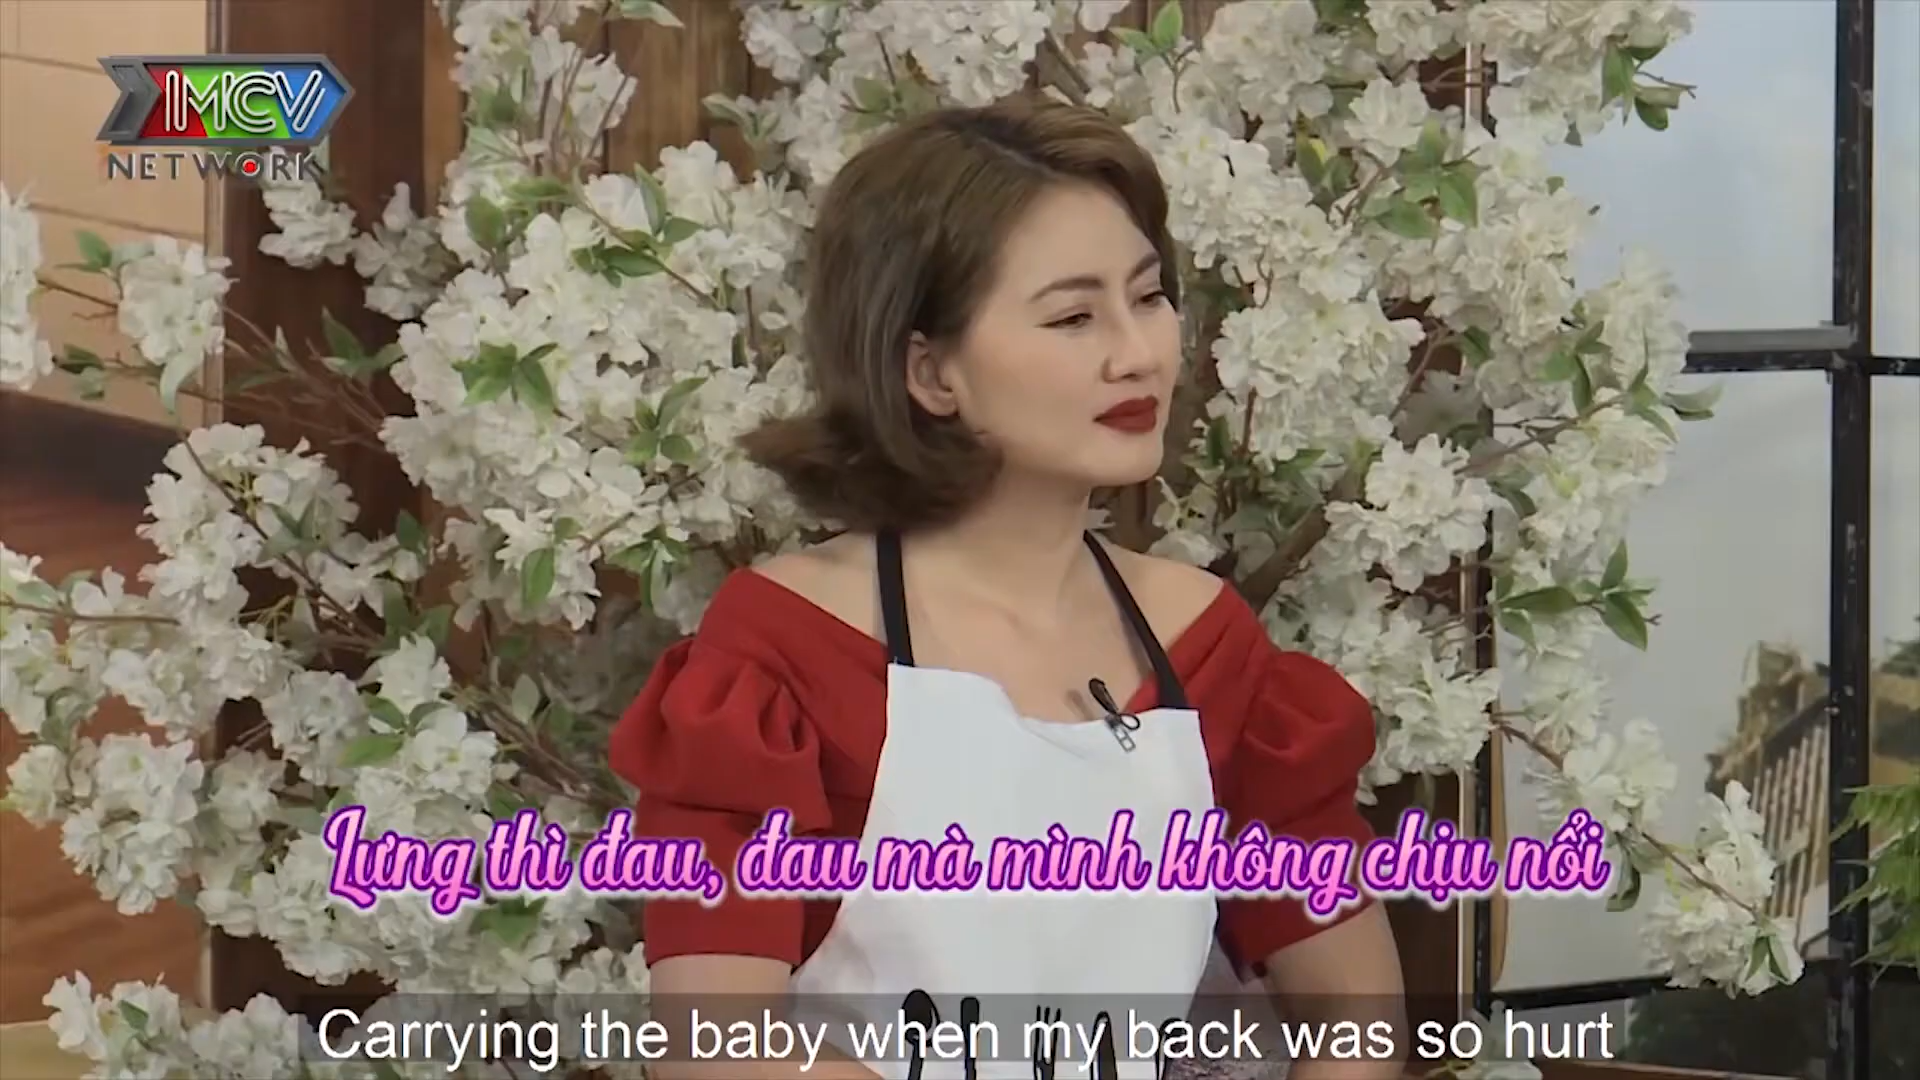 MCV
NETWORK
Lưng thì đau, đau mà mình không chịu nổi
Carrying the baby when my back was so hurt